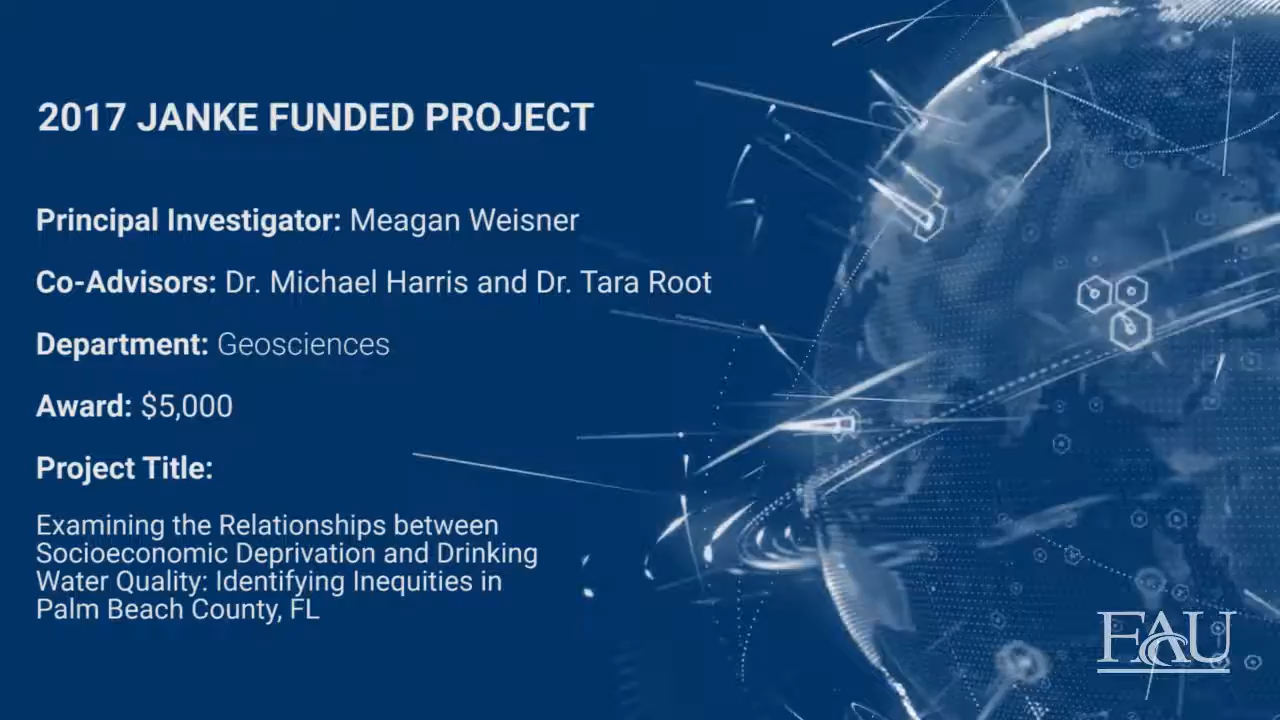 2017 JANKE FUNDED PROJECT
Principal Investigator: Meagan Weisner
Co-Advisors: Dr. Michael Harris and Dr. Tara Root
Department: Geosciences
Award: $5,000
Project Title:
Examining the Relationships between
Socioeconomic Deprivation and Drinking
Water Quality: Identifying Inequities in
Palm Beach County, FL
FAU